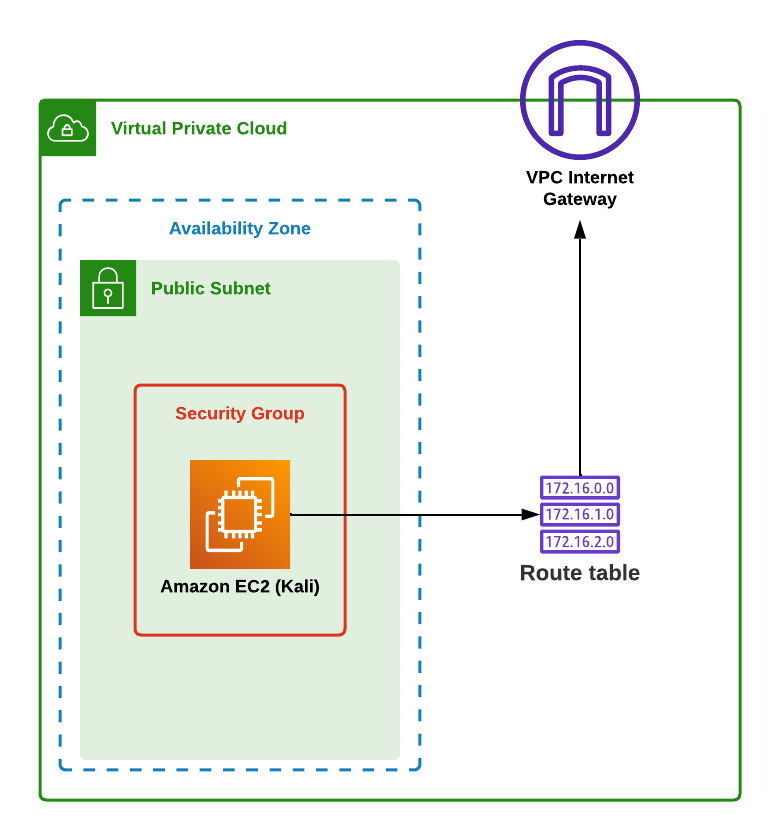 Virtual Private Cloud
VPC Internet
Gateway
Availability Zone
Public Subnet
Security Group
Amazon EC2 (Kali)
172.16.0.0
172.16.1.0
172.16.2.0
Route table